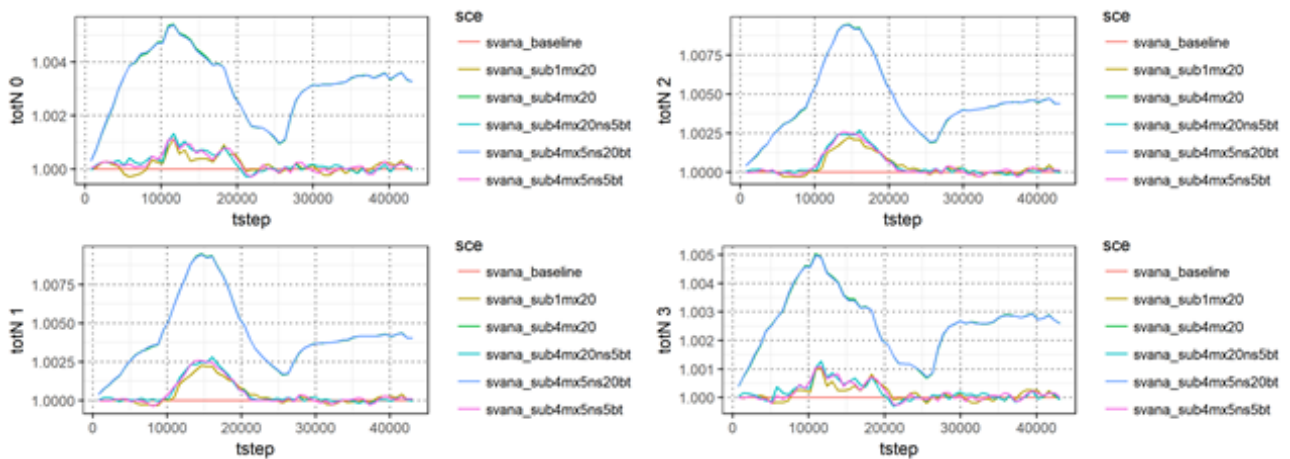 totN 0
1.004
1.002
1.000
0 10000 20000 30000 40000
tstep
sce
svana_baseline
svana_sub1mx20
svana_sub4mx20
svana_sub4mx20ns5bt
svana_sub4mx5ns20bt
svana_sub4mx5ns5bt
totN 2
1.0075
1.0050
1.0025
1.0000
0 10000 20000 30000 40000
tstep
sce
svana_baseline
svana_sub1mx20
svana_sub4mx20
svana_sub4mx20ns5bt
svana_sub4mx5ns20bt
svana_sub4mx5ns5bt
totN 1
1.0075
1.0050
1.0025
1.0000
0 10000 20000 30000 40000
tstep
sce
svana_baseline
svana_sub1mx20
svana_sub4mx20
svana_sub4mx20ns5bt
svana_sub4mx5ns20bt
svana_sub4mx5ns5bt
totN 3
1.005
1.004
1.003
1.002
1.001
1.000
0 10000 20000 30000 40000
tstep
sce
svana_baseline
svana_sub1mx20
svana_sub4mx20
svana_sub4mx20ns5bt
svana_sub4mx5ns20bt
svana_sub4mx5ns5bt